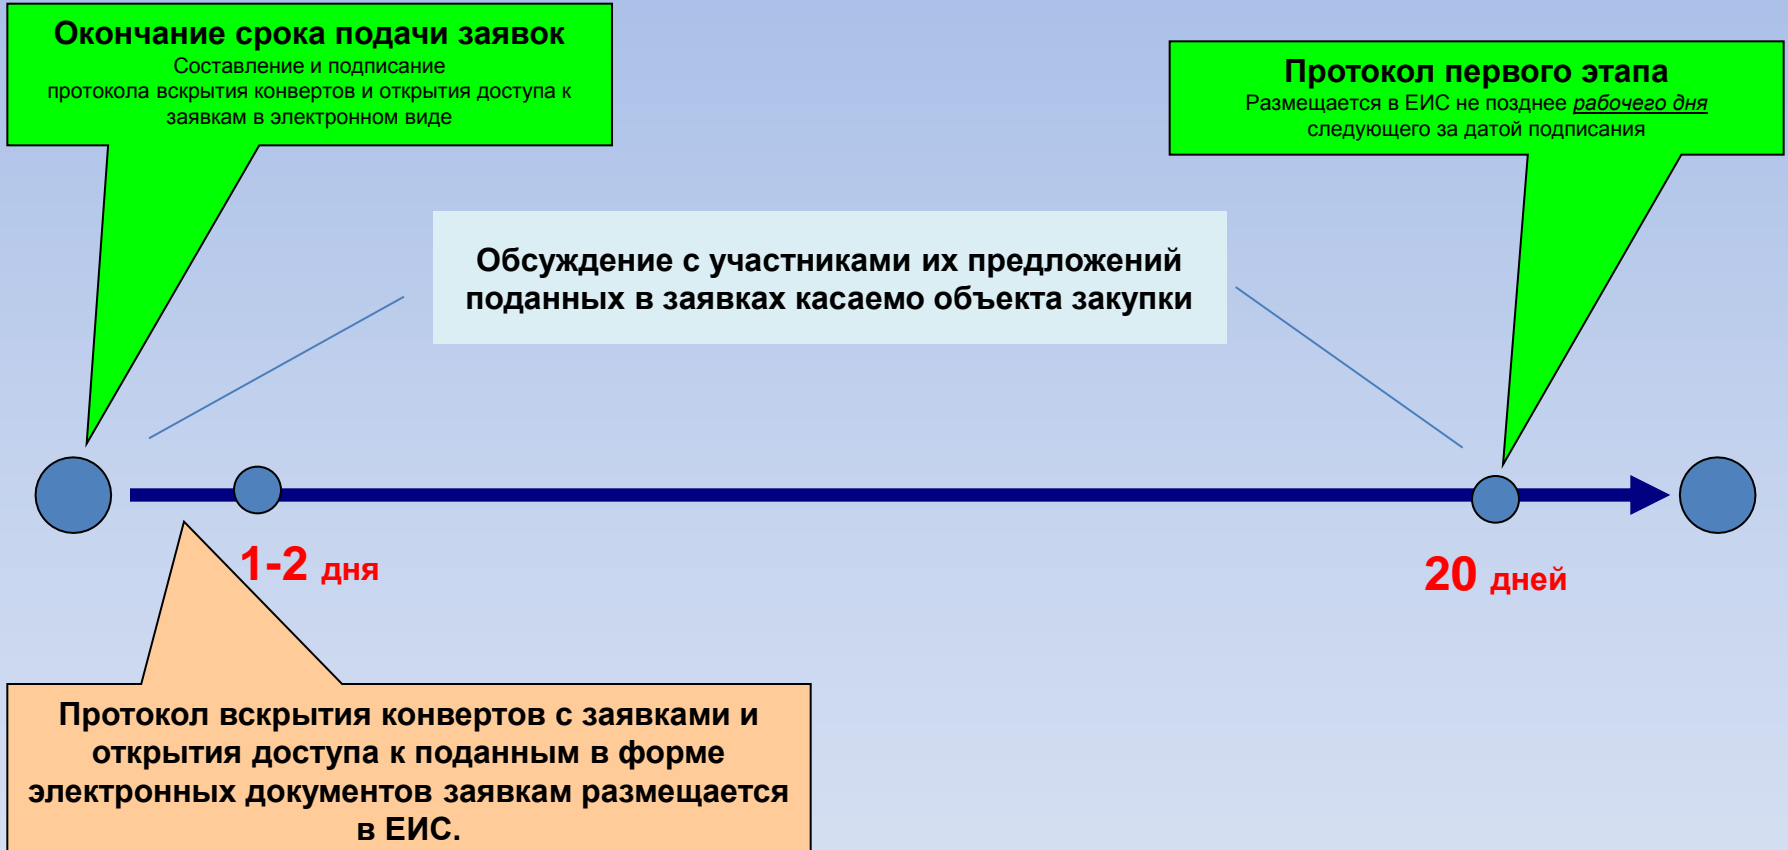 Окончание срока подачи заявок
Составление и подписание
протокола вскрытия конвертов и открытия доступа к
заявкам в электронном виде
Протокол первого этапа
Размещается в ЕИС не позднее рабочего дня
следующего за датой подписания
Обсуждение с участниками их предложений
поданных в заявках касаемо объекта закупки
1-2 дня
20 дней
Протокол вскрытия конвертов с заявками и
открытия доступа к поданным в форме
электронных документов заявкам размещается
в ЕИС.